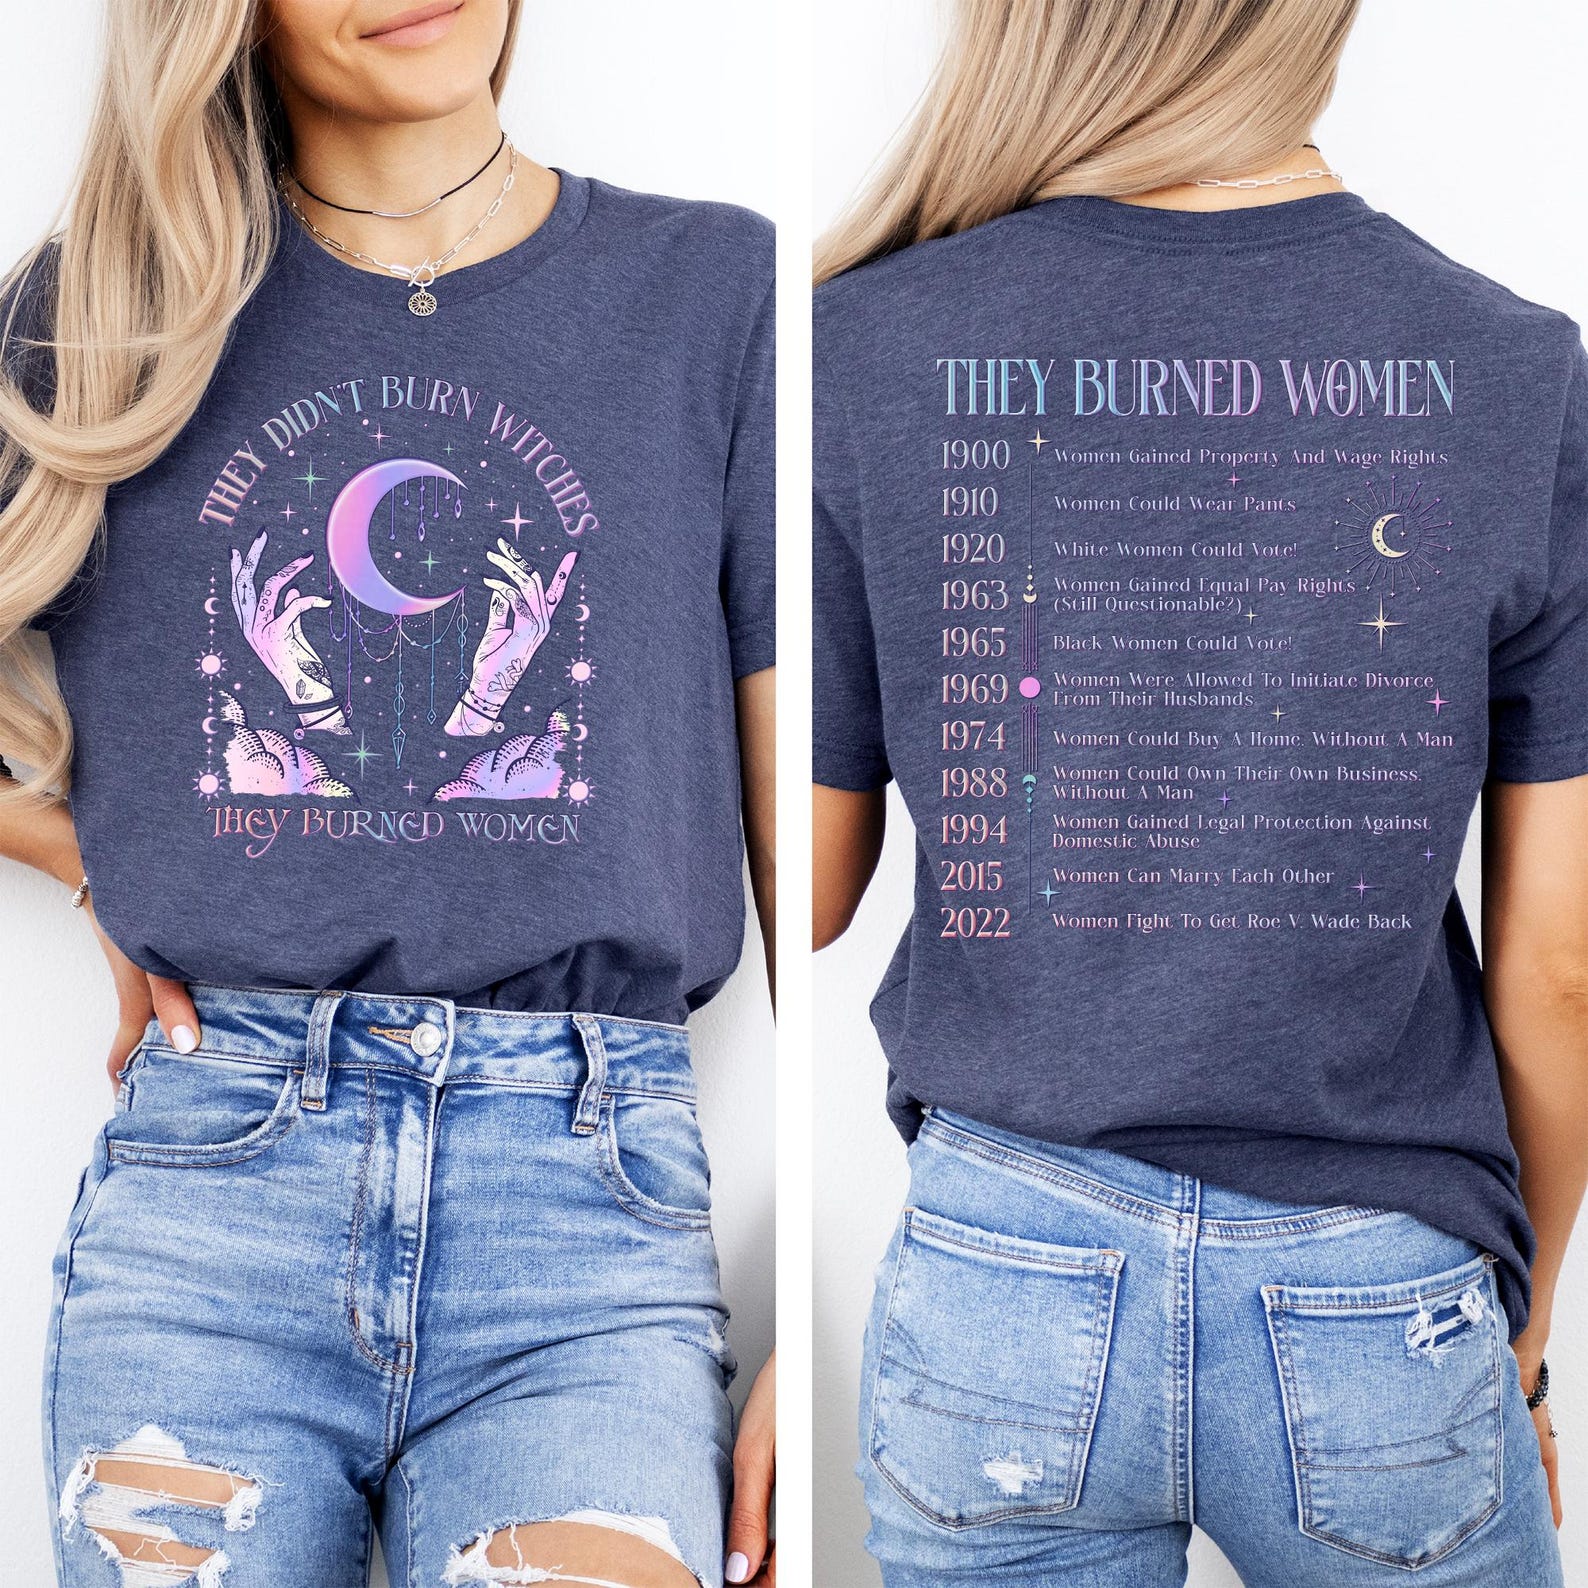 THEY DIDN'T BURN WITCHES
THEY BURNED WOMEN
THEY BURNED WOMEN
1900 Women Gained Property And Wage Rights
1910 Women Could Wear Pants
1920 White Women Could Vote!
1963 Women Gained Equal Pay Rights
(Still Questionable?)
1965 Black Women Could Vote!
1969 Women Were Allowed To Initiate Divorce
From Their Husbands
1974 Women Could Buy A Home, Without A Man
1988 Women Could Own Their Own Business,
Without A Man
1994 Women Gained Legal Protection Against
Domestic Abuse
2015 Women Can Marry Each Other
2022 Women Fight To Get Roe V. Wade Back